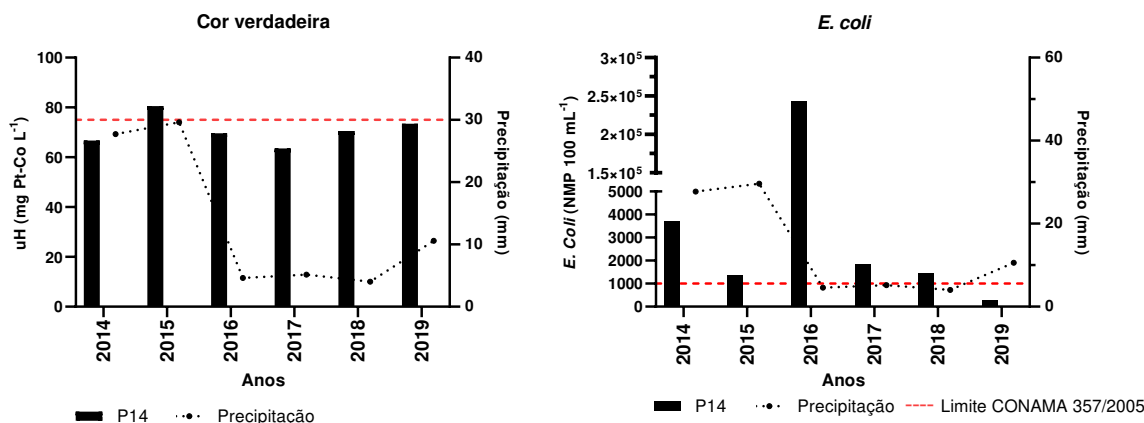 Cor verdadeira
uH (mg Pt-Co L⁻¹)
100
80
60
40
20
0
40
30
20
10
0
Precipitação (mm)
2014
2015
2016
2017
2018
2019
Anos
P14
Precipitação
E. coli
E. Coli (NMP 100 mL⁻¹)
3×10⁵
2.5×10⁵
2×10⁵
1.5×10⁵
5000
4000
3000
2000
1000
0
60
40
20
0
Precipitação (mm)
2014
2015
2016
2017
2018
2019
Anos
P14
Precipitação
Limite CONAMA 357/2005